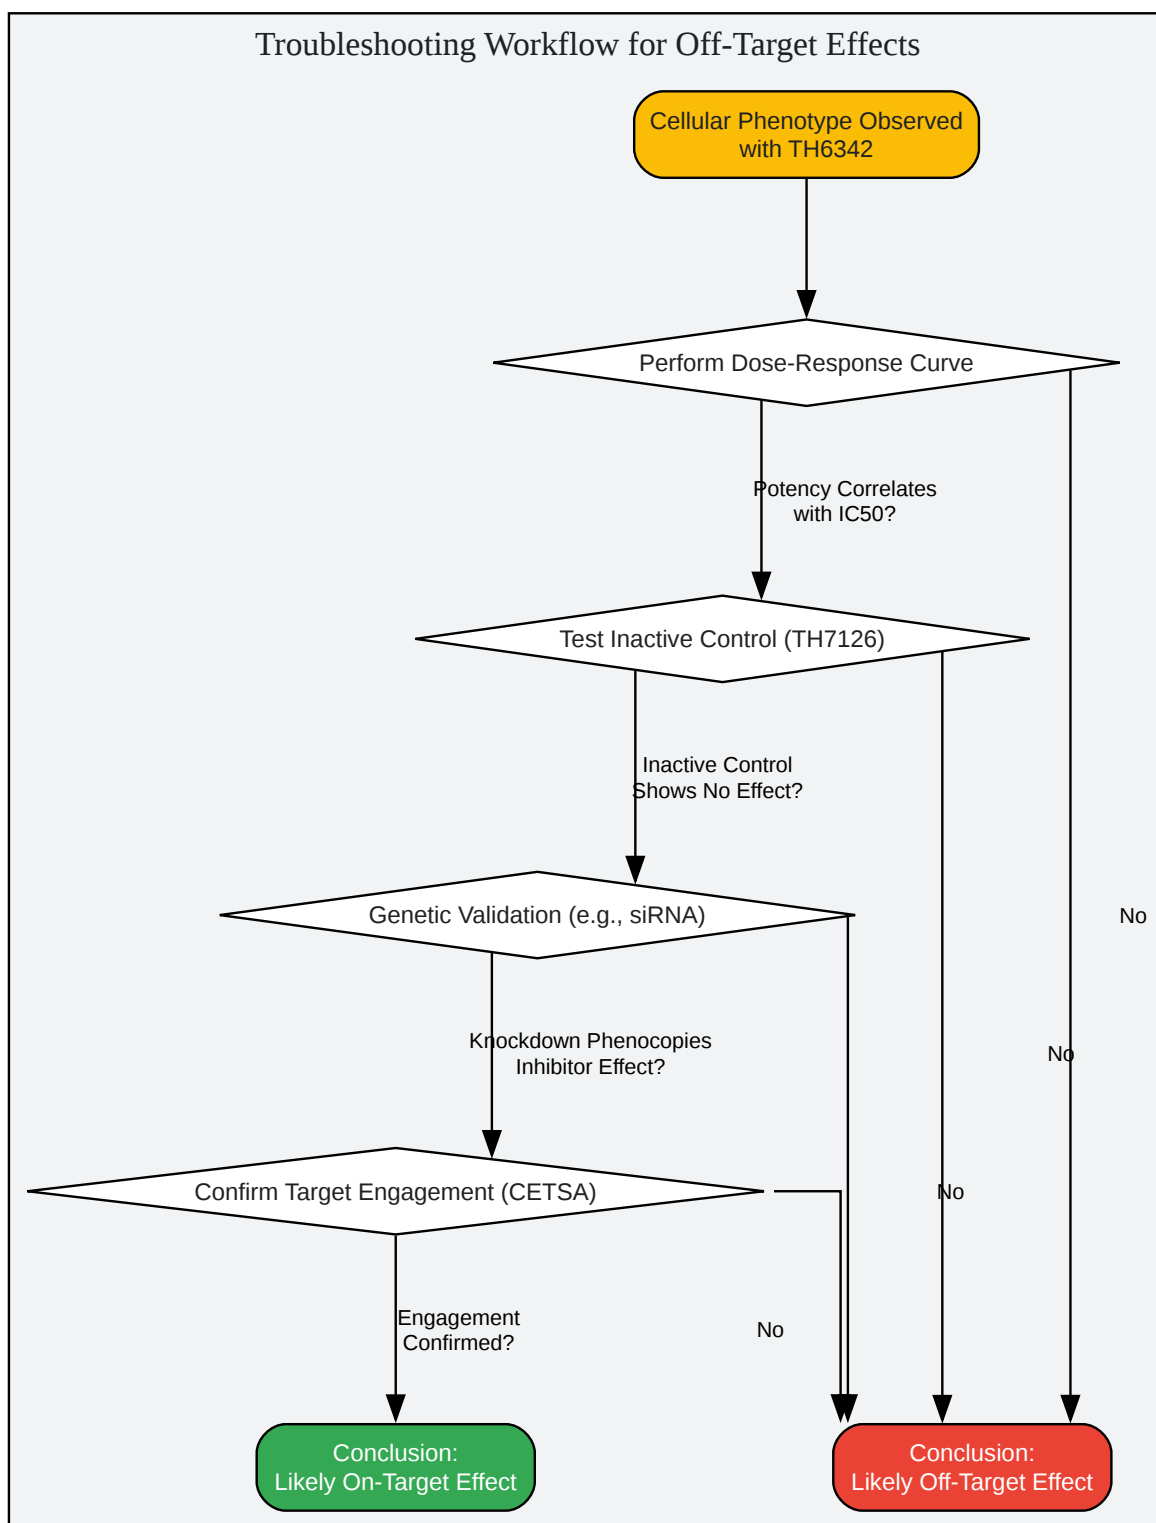 Troubleshooting Workflow for Off-Target Effects
Cellular Phenotype Observed
with TH6342
Perform Dose-Response Curve
Potency Correlates
with IC50?
Test Inactive Control (TH7126)
Inactive Control
Shows No Effect?
Genetic Validation (e.g., siRNA)
No
Knockdown Phenocopies
Inhibitor Effect?
No
Confirm Target Engagement (CETSA)
No
Engagement
Confirmed?
No
Conclusion:
Likely On-Target Effect
Conclusion:
Likely Off-Target Effect